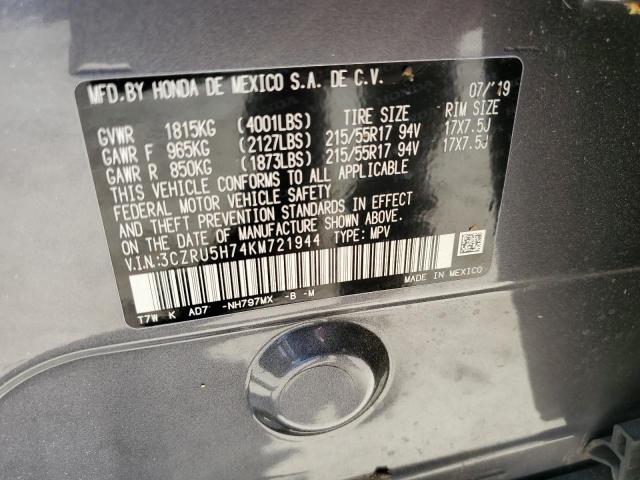 MFD. BY HONDA DE MEXICO S.A. DE C.V. 07/'19
TIRE SIZE RIM SIZE
GVWR 1815KG (4001LBS)
GAWR F 965KG (2127LBS) 215/55R17 94V 17X7.5J
GAWR R 850KG (1873LBS) 215/55R17 94V 17X7.5J
THIS VEHICLE CONFORMS TO ALL APPLICABLE
FEDERAL MOTOR VEHICLE SAFETY
AND THEFT PREVENTION STANDARDS IN EFFECT
ON THE DATE OF MANUFACTURE SHOWN ABOVE.
V.I.N:3CZRU5H74KM721944 TYPE: MPV
T7W K AD7 -NH797MX -B -M MADE IN MEXICO